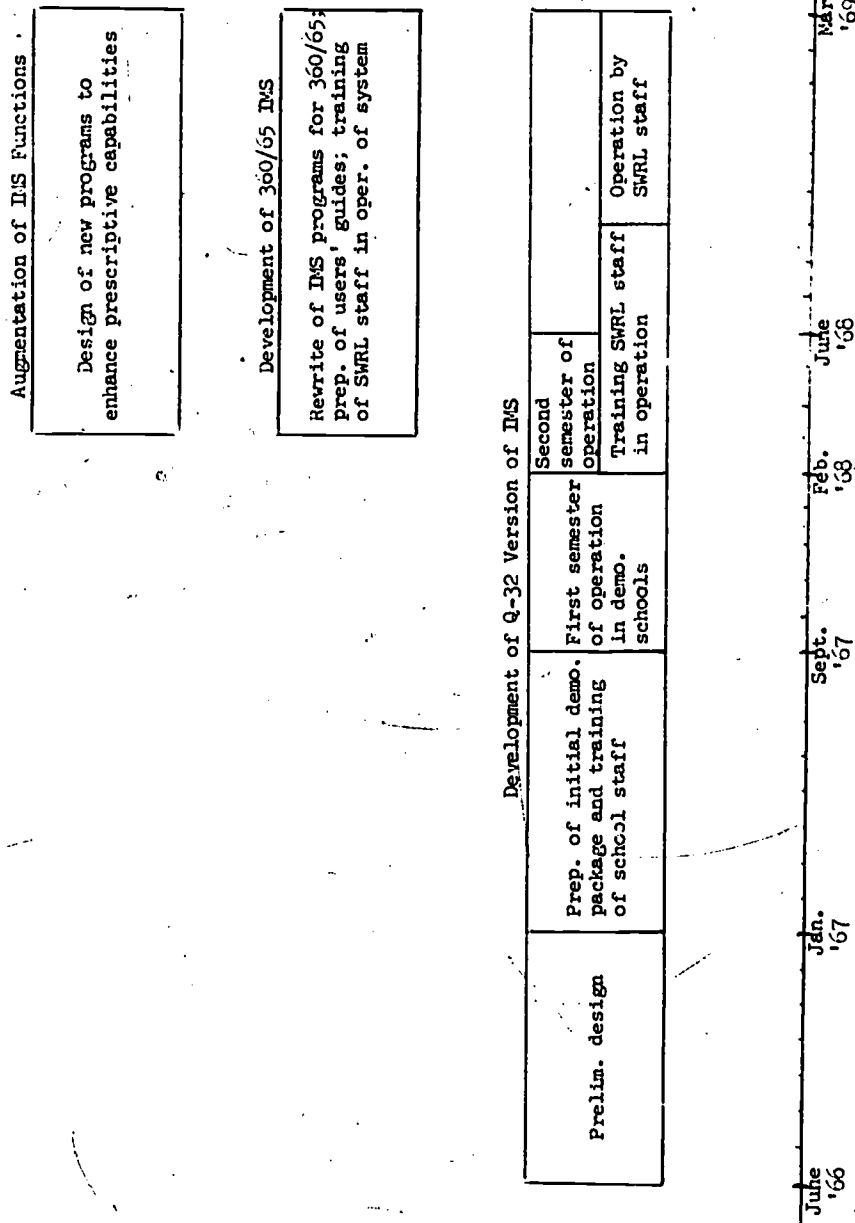 Augmentation of IMS Functions
Design of new programs to
enhance prescriptive capabilities
Development of 360/65 IMS
Rewrite of IMS programs for 360/65;
prep. of users' guides; training
of SWRL staff in oper. of system
Development of Q-32 Version of IMS
Prelim. design
Prep. of initial demo.
package and training
of school staff
First semester
of operation
in demo.
schools
Second
semester of
operation
Training SWRL staff
in operation
Operation by
SWRL staff
June
'66
Jan.
'67
Sept.
'67
Feb.
'68
June
'68
Mar
'69